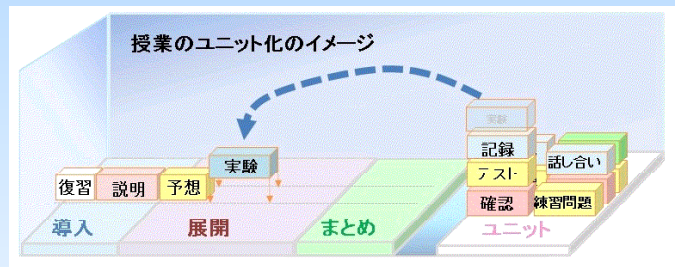 授業のユニット化のイメージ
実験
記録
実験
テスト
話し合い
復習
説明
予想
確認
練習問題
導入
展開
まとめ
ユニット